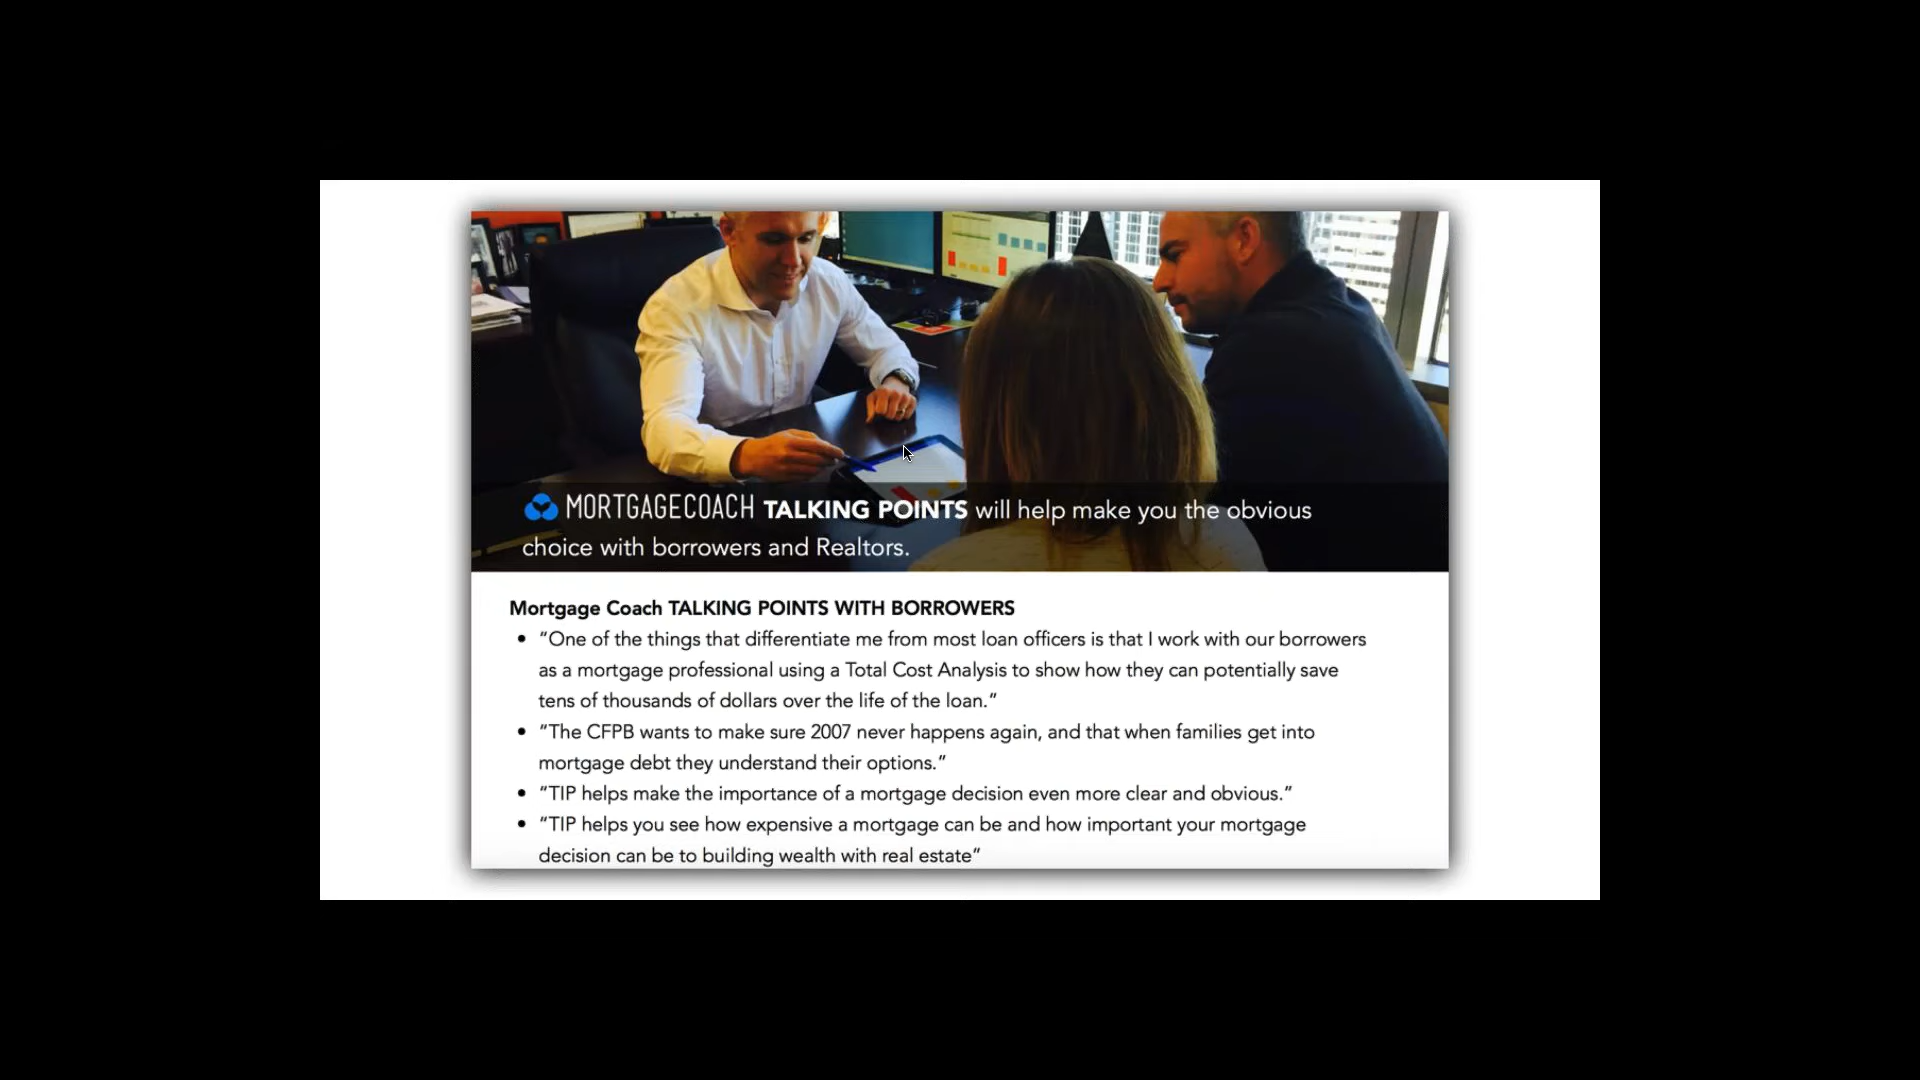 MORTGAGECOACH TALKING POINTS will help make you the obvious
choice with borrowers and Realtors.
Mortgage Coach TALKING POINTS WITH BORROWERS
• “One of the things that differentiate me from most loan officers is that I work with our borrowers
as a mortgage professional using a Total Cost Analysis to show how they can potentially save
tens of thousands of dollars over the life of the loan.”
• “The CFPB wants to make sure 2007 never happens again, and that when families get into
mortgage debt they understand their options.”
• “TIP helps make the importance of a mortgage decision even more clear and obvious.”
• “TIP helps you see how expensive a mortgage can be and how important your mortgage
decision can be to building wealth with real estate”